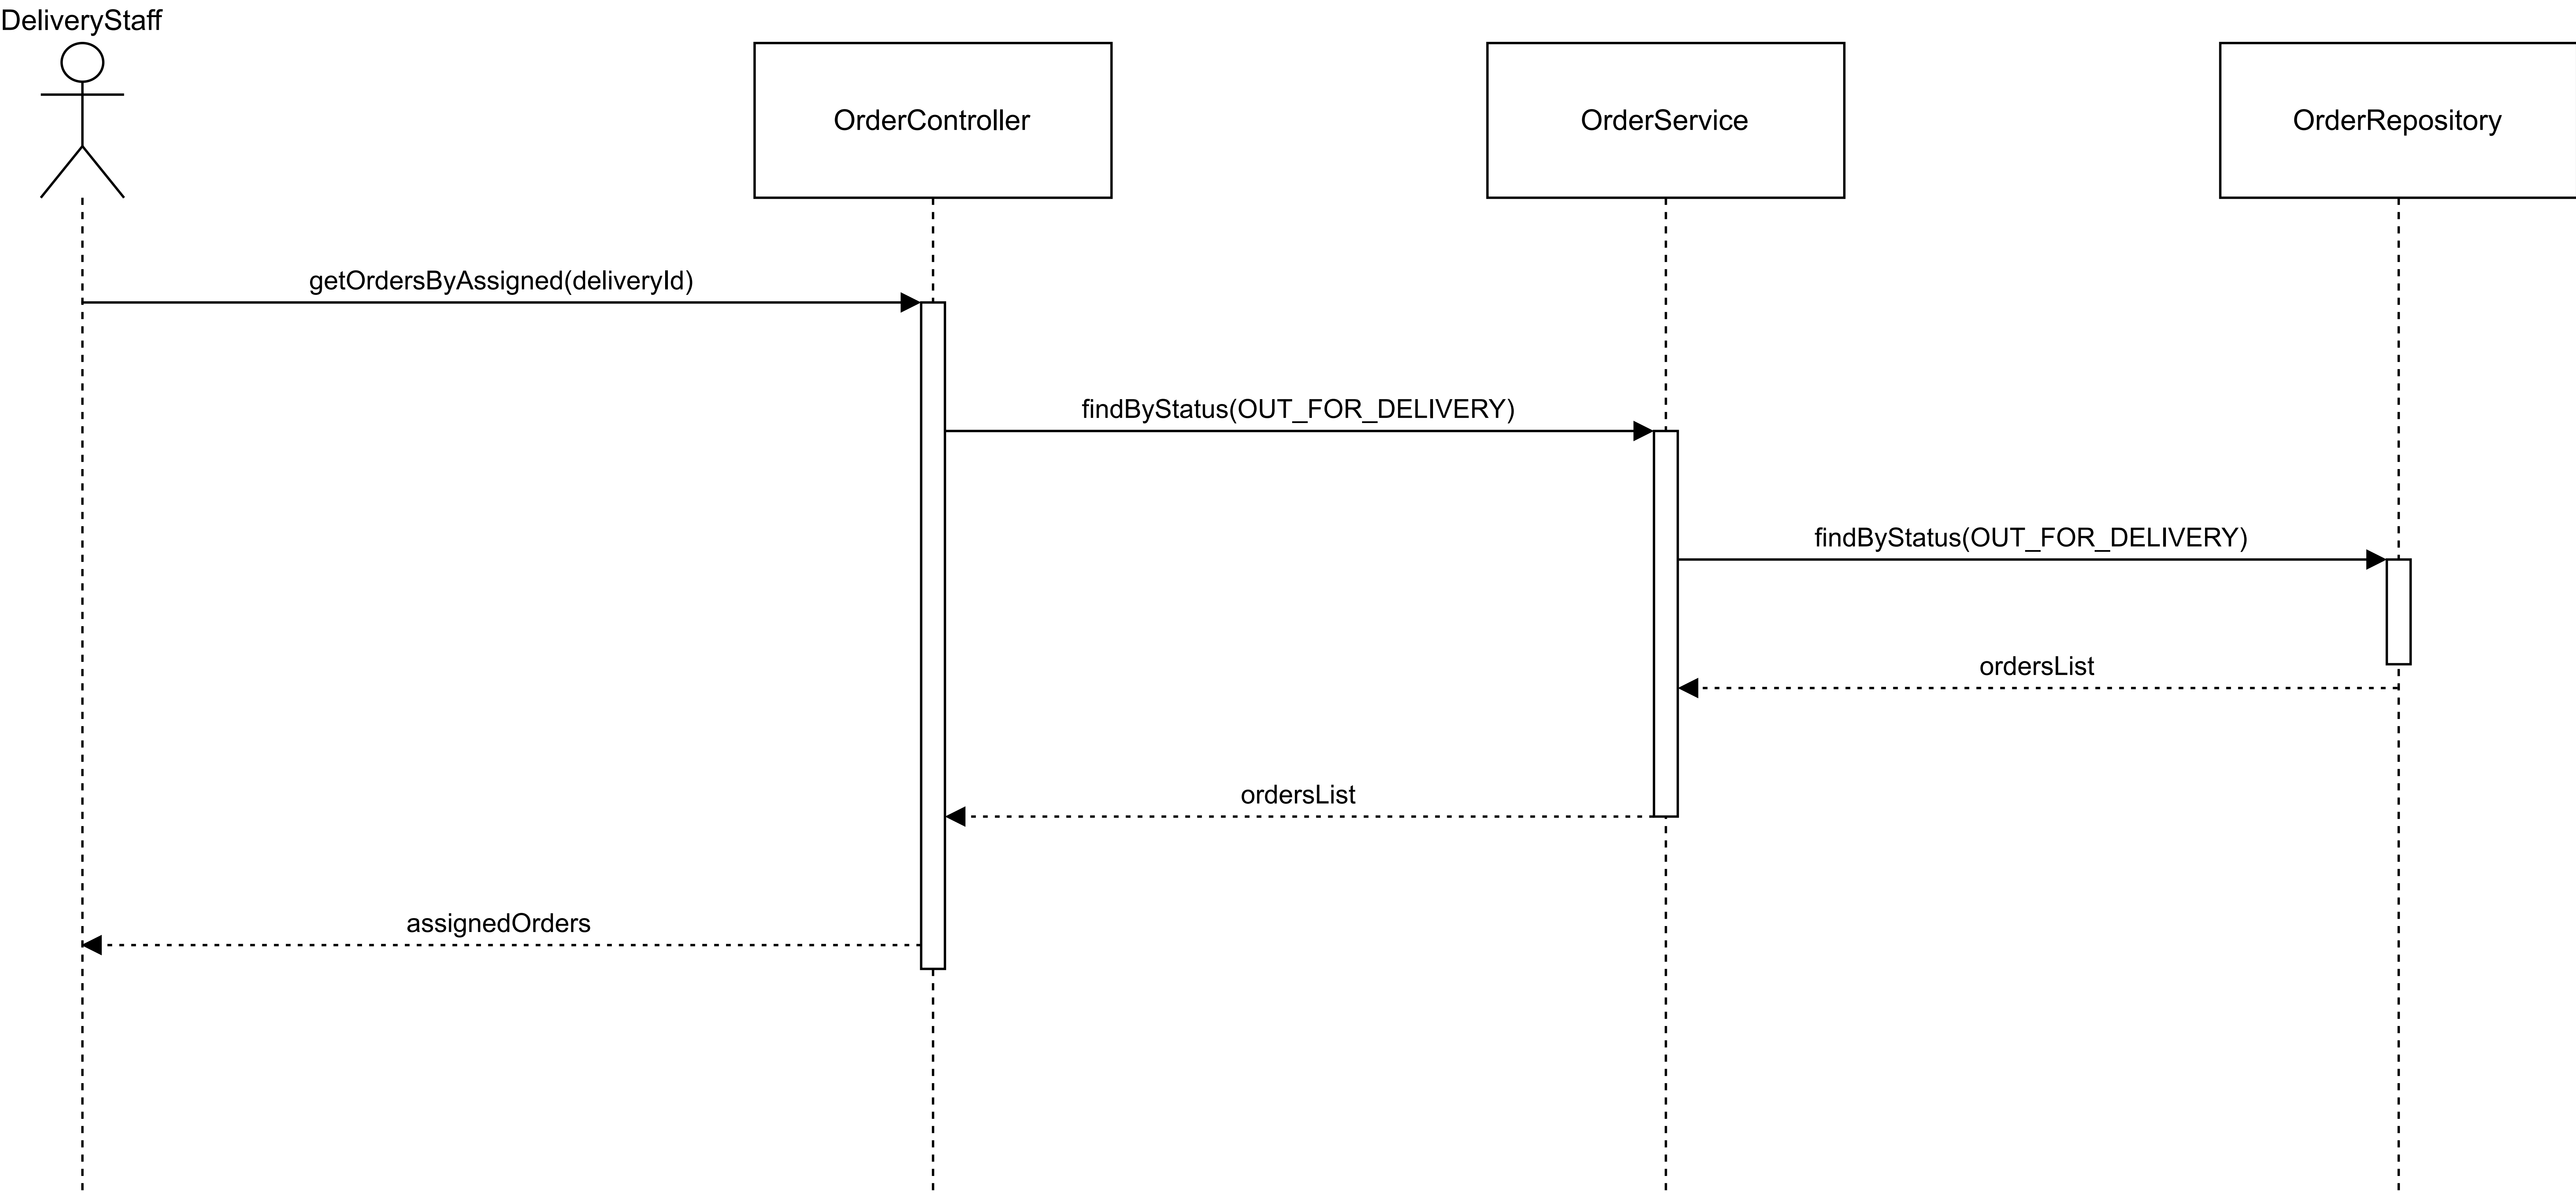 DeliveryStaff
OrderController
OrderService
OrderRepository
getOrdersByAssigned(deliveryId)
findByStatus(OUT_FOR_DELIVERY)
findByStatus(OUT_FOR_DELIVERY)
ordersList
ordersList
assignedOrders